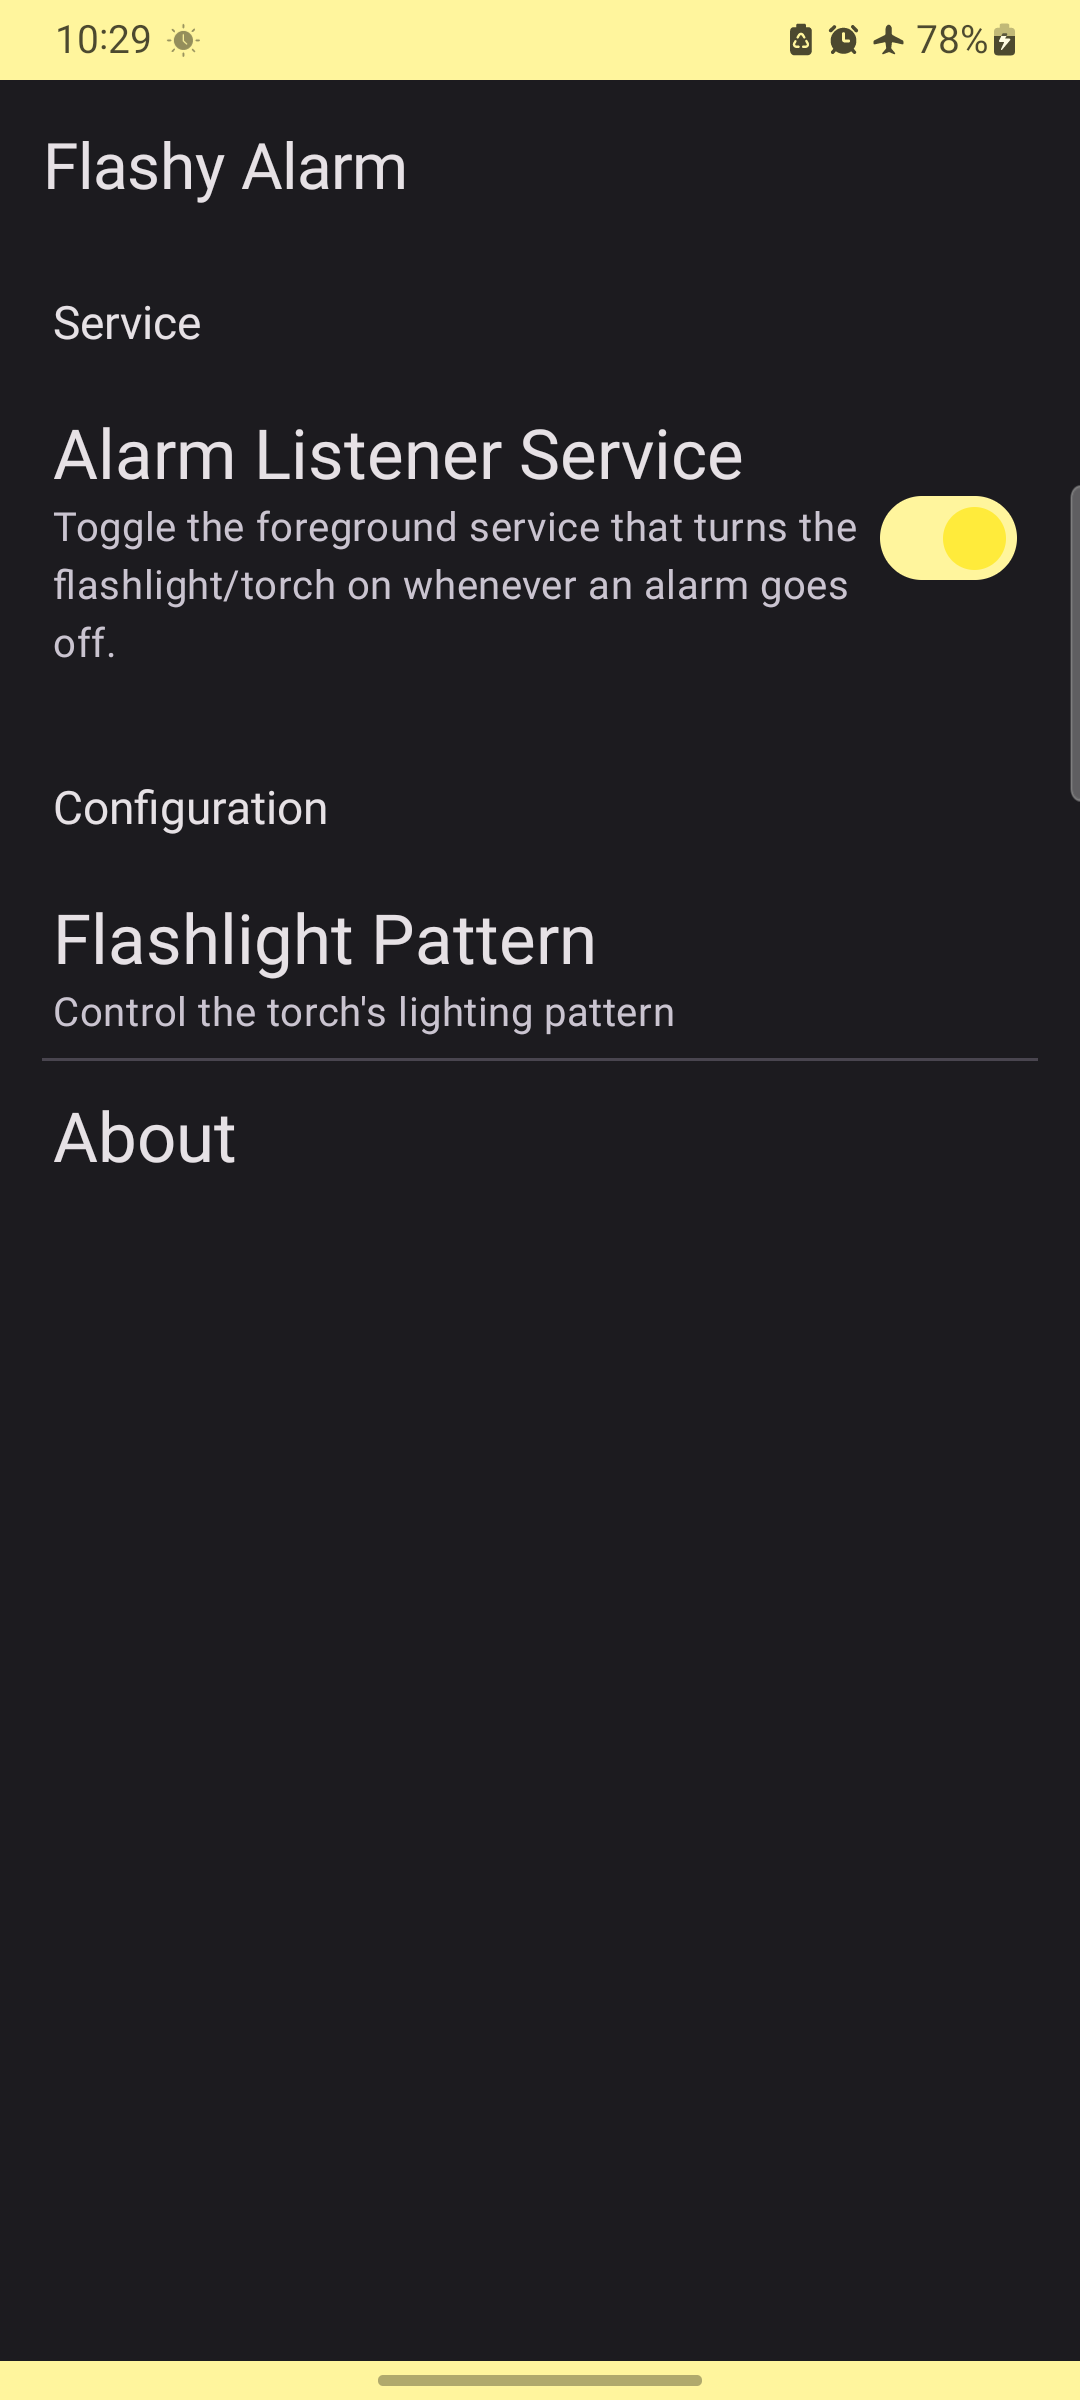 10:29
78%
Flashy Alarm
Service
Alarm Listener Service
Toggle the foreground service that turns the
flashlight/torch on whenever an alarm goes
off.
Configuration
Flashlight Pattern
Control the torch's lighting pattern
About